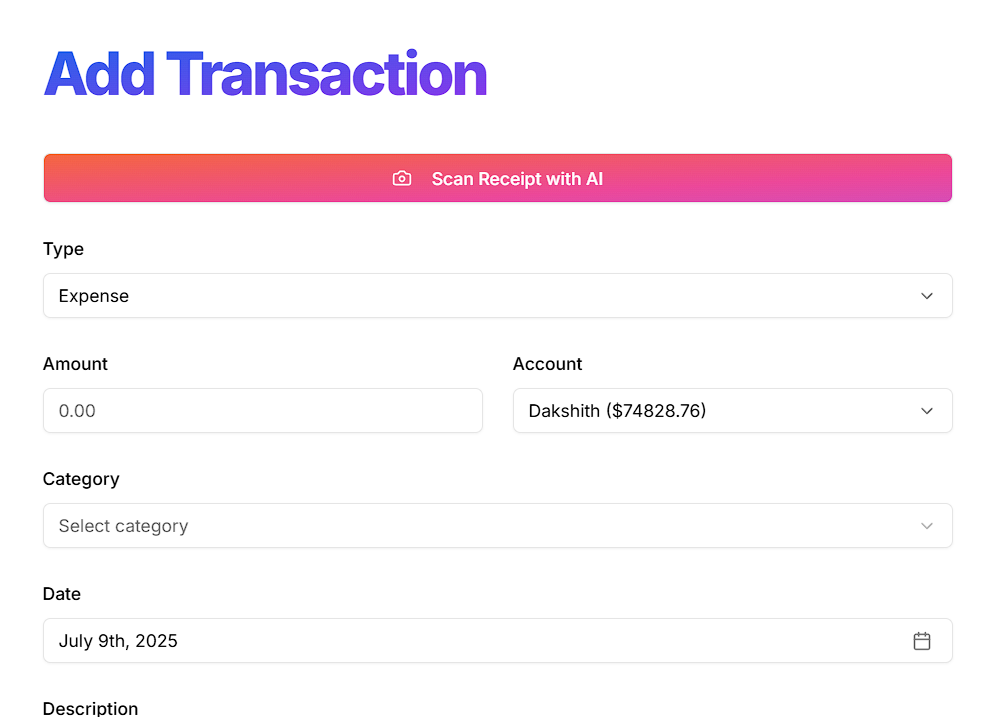 Add Transaction
Scan Receipt with AI
Type
Expense
Amount
Account
0.00
Dakshith ($74828.76)
Category
Select category
Date
July 9th, 2025
Description